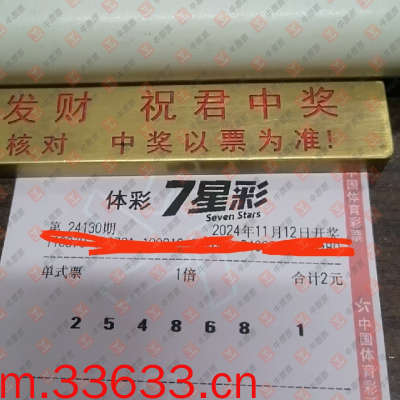 发财 祝君中奖
核对 中奖以票为准!
体彩 7星彩
Seven Stars
第 24130期 2024年11月12日开奖
单式票 1倍 合计2元
2 5 4 8 6 8 1
中国体育彩票
中国体育彩
m.33633.cn